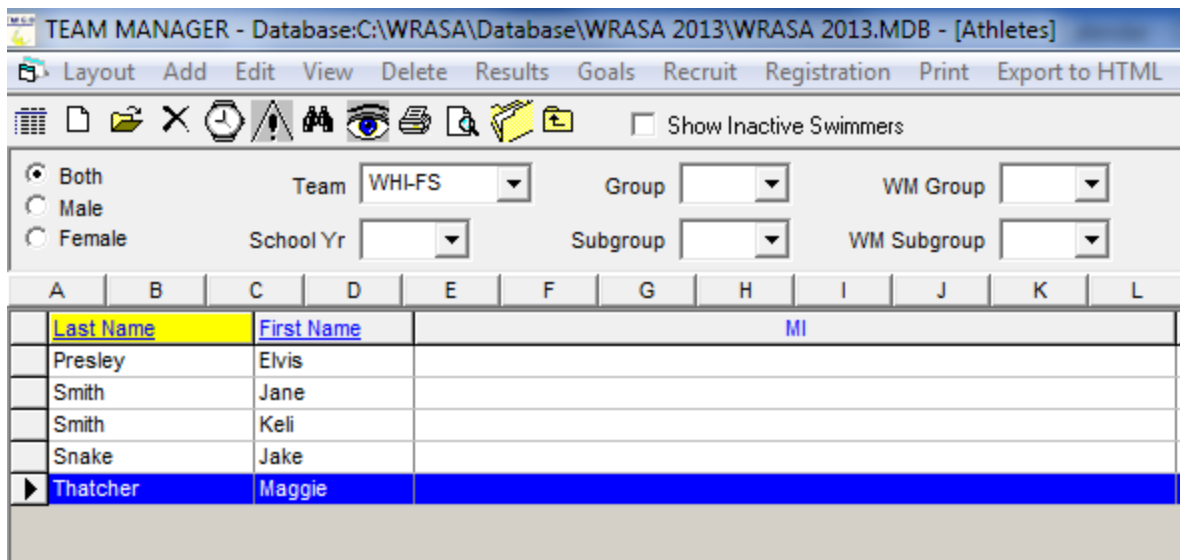 TEAM MANAGER - Database:C:\WRASA\Database\WRASA 2013\WRASA 2013.MDB - [Athletes]
Layout Add Edit View Delete Results Goals Recruit Registration Print Export to HTML
Show Inactive Swimmers
Both Team WHI-FS Group WM Group
Male
Female School Yr Subgroup WM Subgroup
A B C D E F G H I J K L
Last Name First Name MI
Presley Elvis
Smith Jane
Smith Keli
Snake Jake
Thatcher Maggie